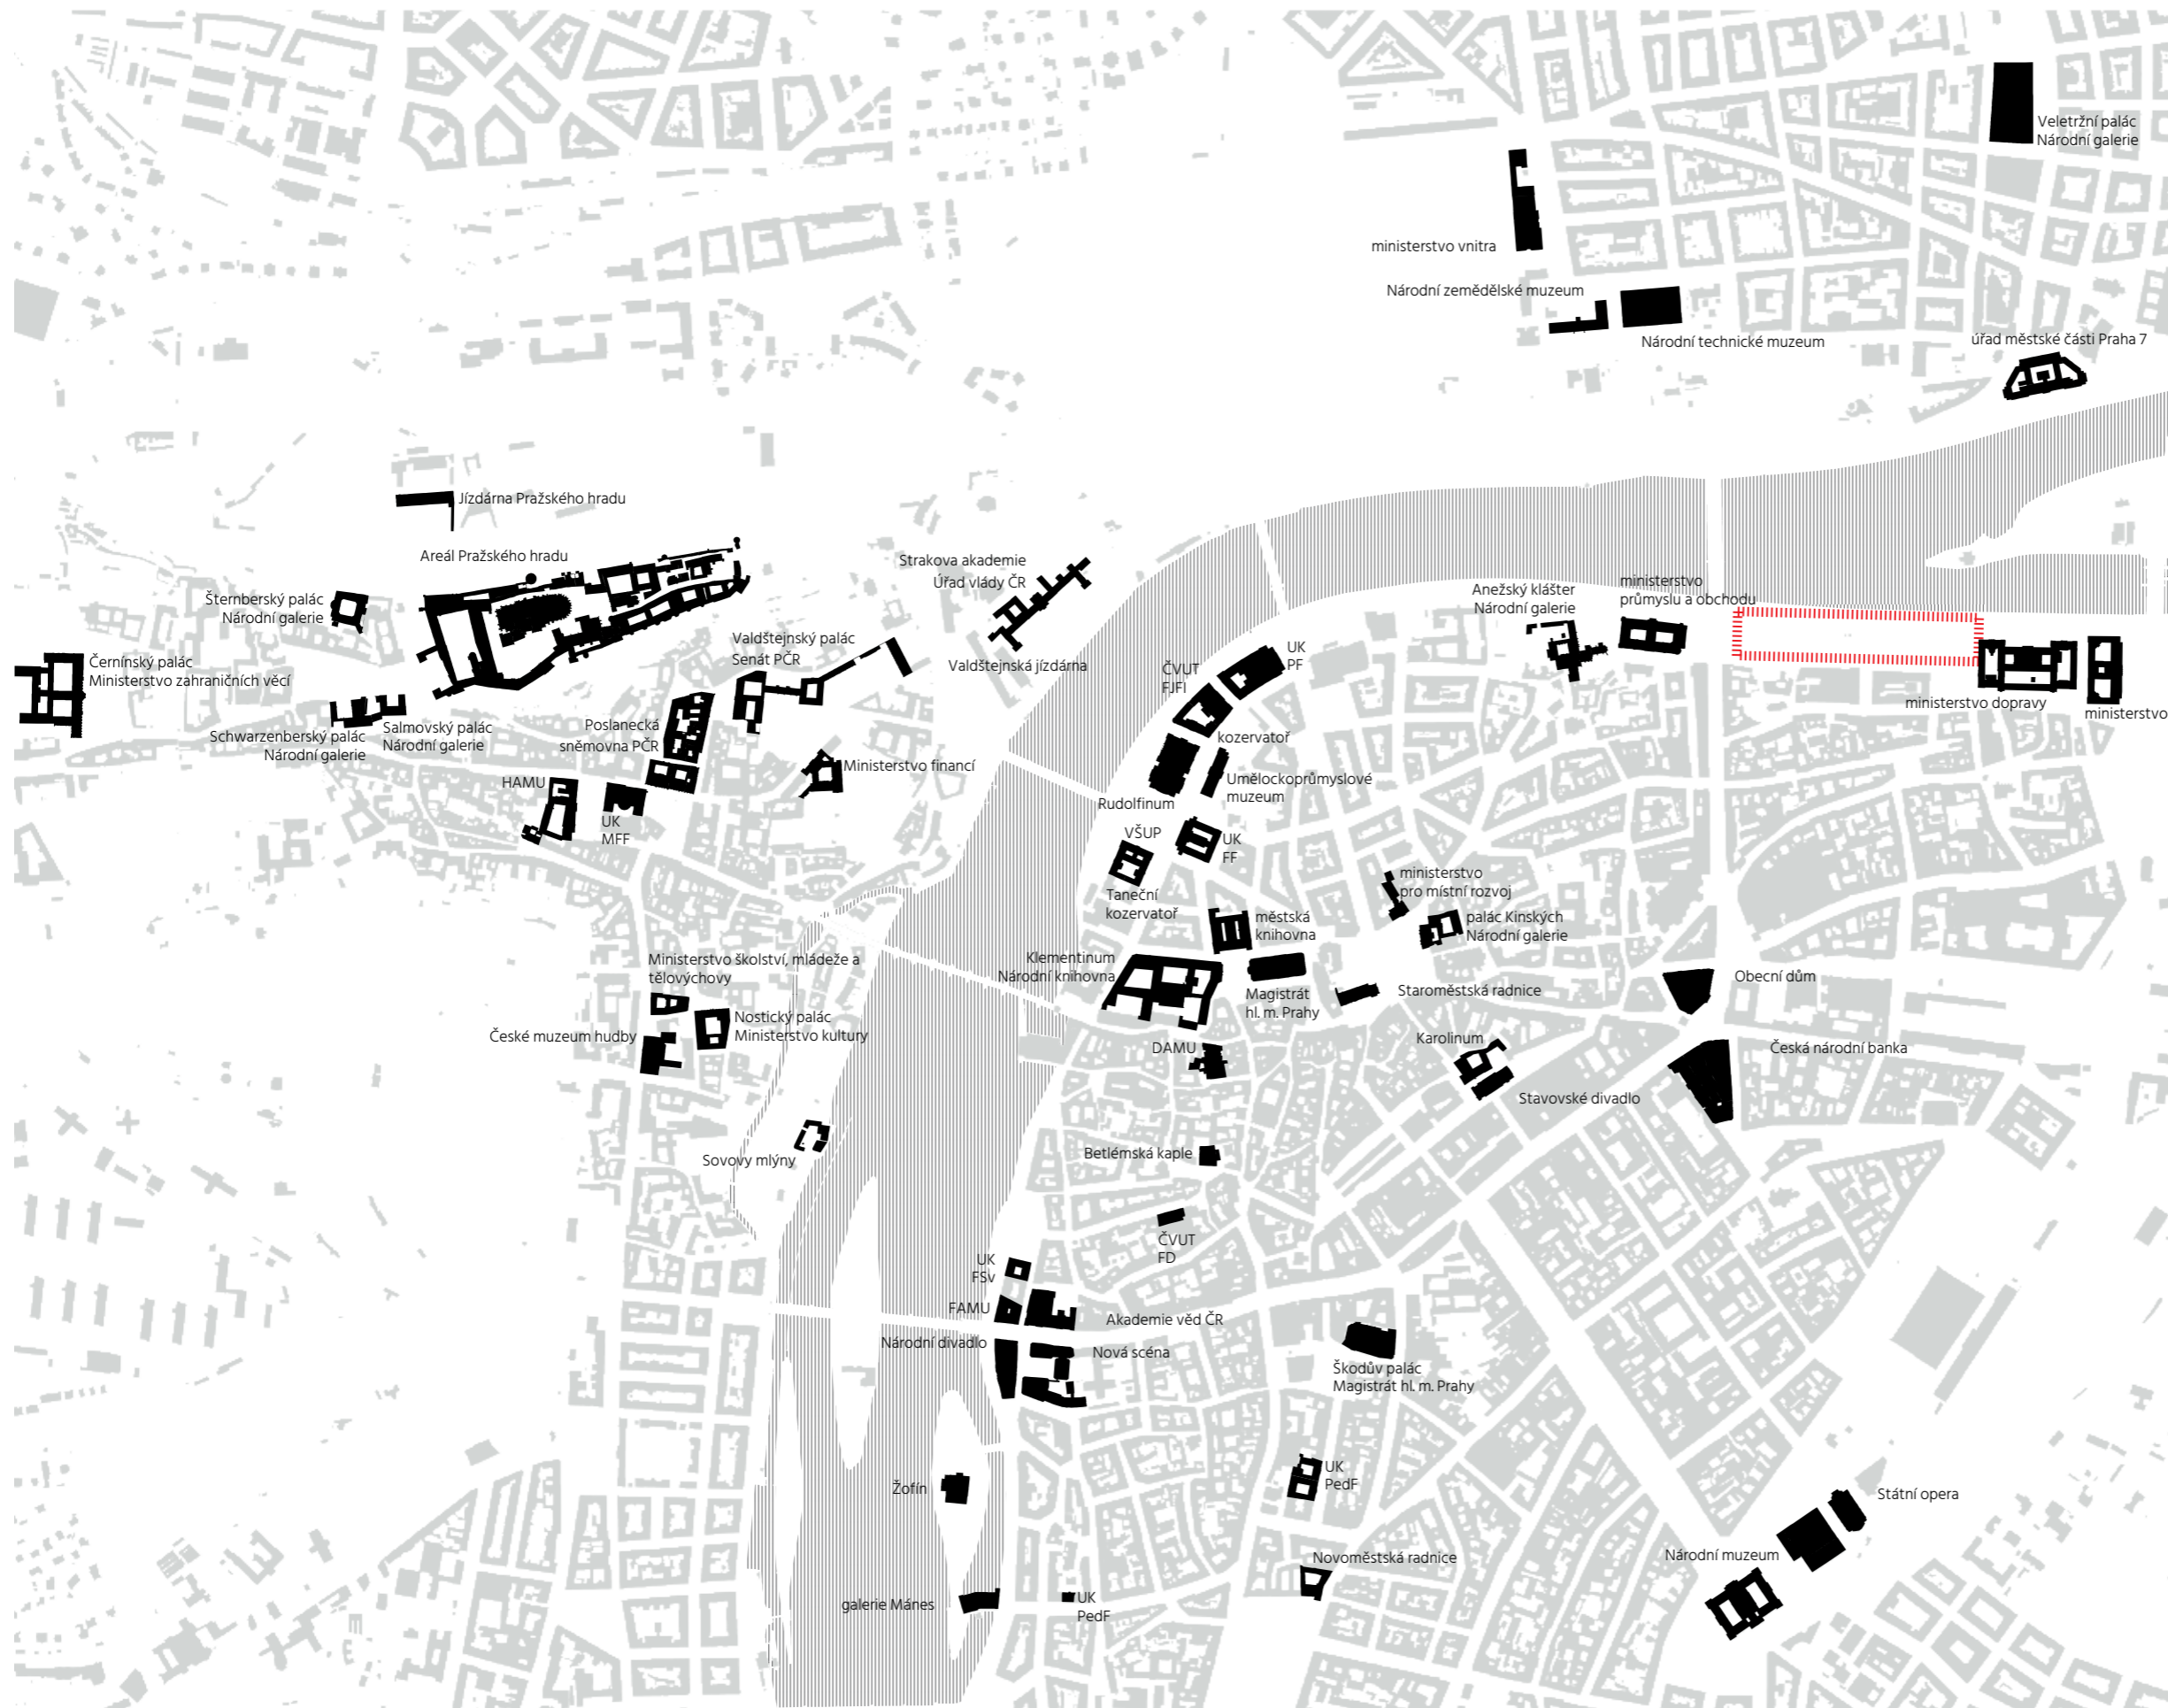 Veletržní palác
Národní galerie
ministerstvo vnitra
Národní zemědělské muzeum
Národní technické muzeum
úřad městské části Praha 7
Jízdárna Pražského hradu
Areál Pražského hradu
Strakova akademie
Úřad vlády ČR
Šternberský palác
Národní galerie
Anežský klášter
Národní galerie
ministerstvo
průmyslu a obchodu
Valdštejnský palác
Senát PČR
Valdštejnská jízdárna
UK
PF
ČVUT
FJFI
Černínský palác
Ministerstvo zahraničních věcí
ministerstvo dopravy
ministerstvo
Schwarzenberský palác
Národní galerie
Salmovský palác
Národní galerie
Poslanecká
sněmovna PČR
kozervatoř
Ministerstvo financí
HAMU
UK
MFF
Umělockoprůmyslové
muzeum
Rudolfinum
VŠUP
UK
FF
Taneční
kozervatoř
ministerstvo
pro místní rozvoj
městská
knihovna
palác Kinských
Národní galerie
Klementinum
Národní knihovna
Ministerstvo školství, mládeže a
tělovýchovy
Magistrát
hl. m. Prahy
Staroměstská radnice
Obecní dům
Nostický palác
Ministerstvo kultury
České muzeum hudby
DAMU
Karolinum
Česká národní banka
Stavovské divadlo
Sovovy mlýny
Betlémská kaple
ČVUT
FD
UK
FSv
FAMU
Akademie věd ČR
Národní divadlo
Nová scéna
Škodův palác
Magistrát hl. m. Prahy
Žofín
UK
PedF
Státní opera
Novoměstská radnice
Národní muzeum
galerie Mánes
UK
PedF